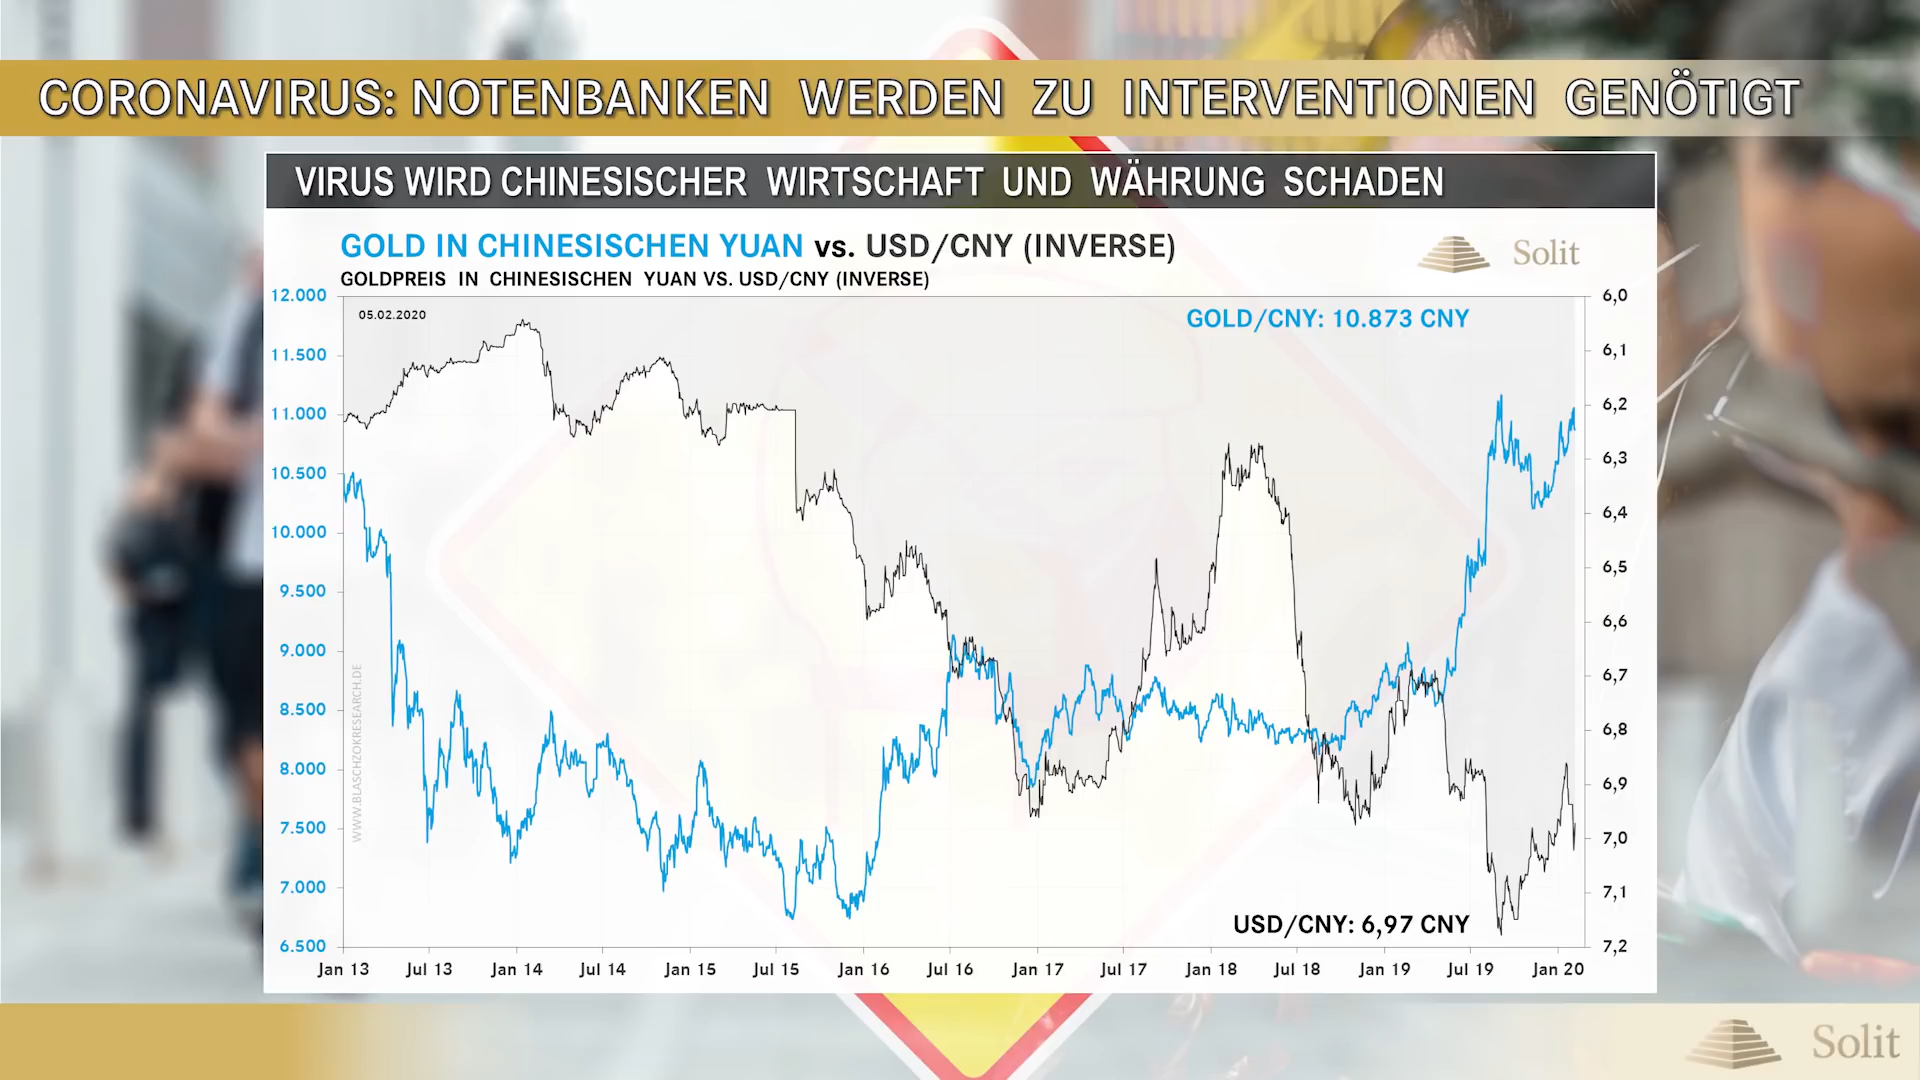 CORONAVIRUS: NOTENBANKEN WERDEN ZU INTERVENTIONEN GENÖTIGT
VIRUS WIRD CHINESISCHER WIRTSCHAFT UND WÄHRUNG SCHADEN
GOLD IN CHINESISCHEN YUAN vs. USD/CNY (INVERSE)
Solit
GOLDPREIS IN CHINESISCHEN YUAN VS. USD/CNY (INVERSE)
05.02.2020
GOLD/CNY: 10.873 CNY
12.000
11.500
11.000
10.500
10.000
9.500
9.000
8.500
8.000
7.500
7.000
6.500
6,0
6,1
6,2
6,3
6,4
6,5
6,6
6,7
6,8
6,9
7,0
7,1
7,2
WWW.BLASCHZOKRESEARCH.DE
USD/CNY: 6,97 CNY
Jan 13 Jul 13 Jan 14 Jul 14 Jan 15 Jul 15 Jan 16 Jul 16 Jan 17 Jul 17 Jan 18 Jul 18 Jan 19 Jul 19 Jan 20
Solit